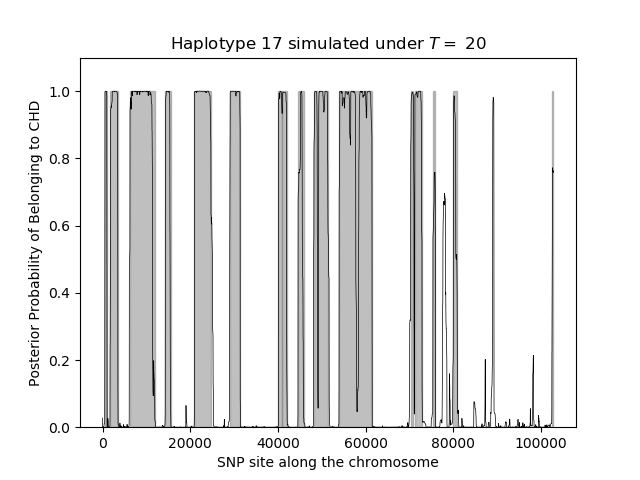 Haplotype 17 simulated under T = 20
Posterior Probability of Belonging to CHD
1.0
0.8
0.6
0.4
0.2
0.0
0 20000 40000 60000 80000 100000
SNP site along the chromosome